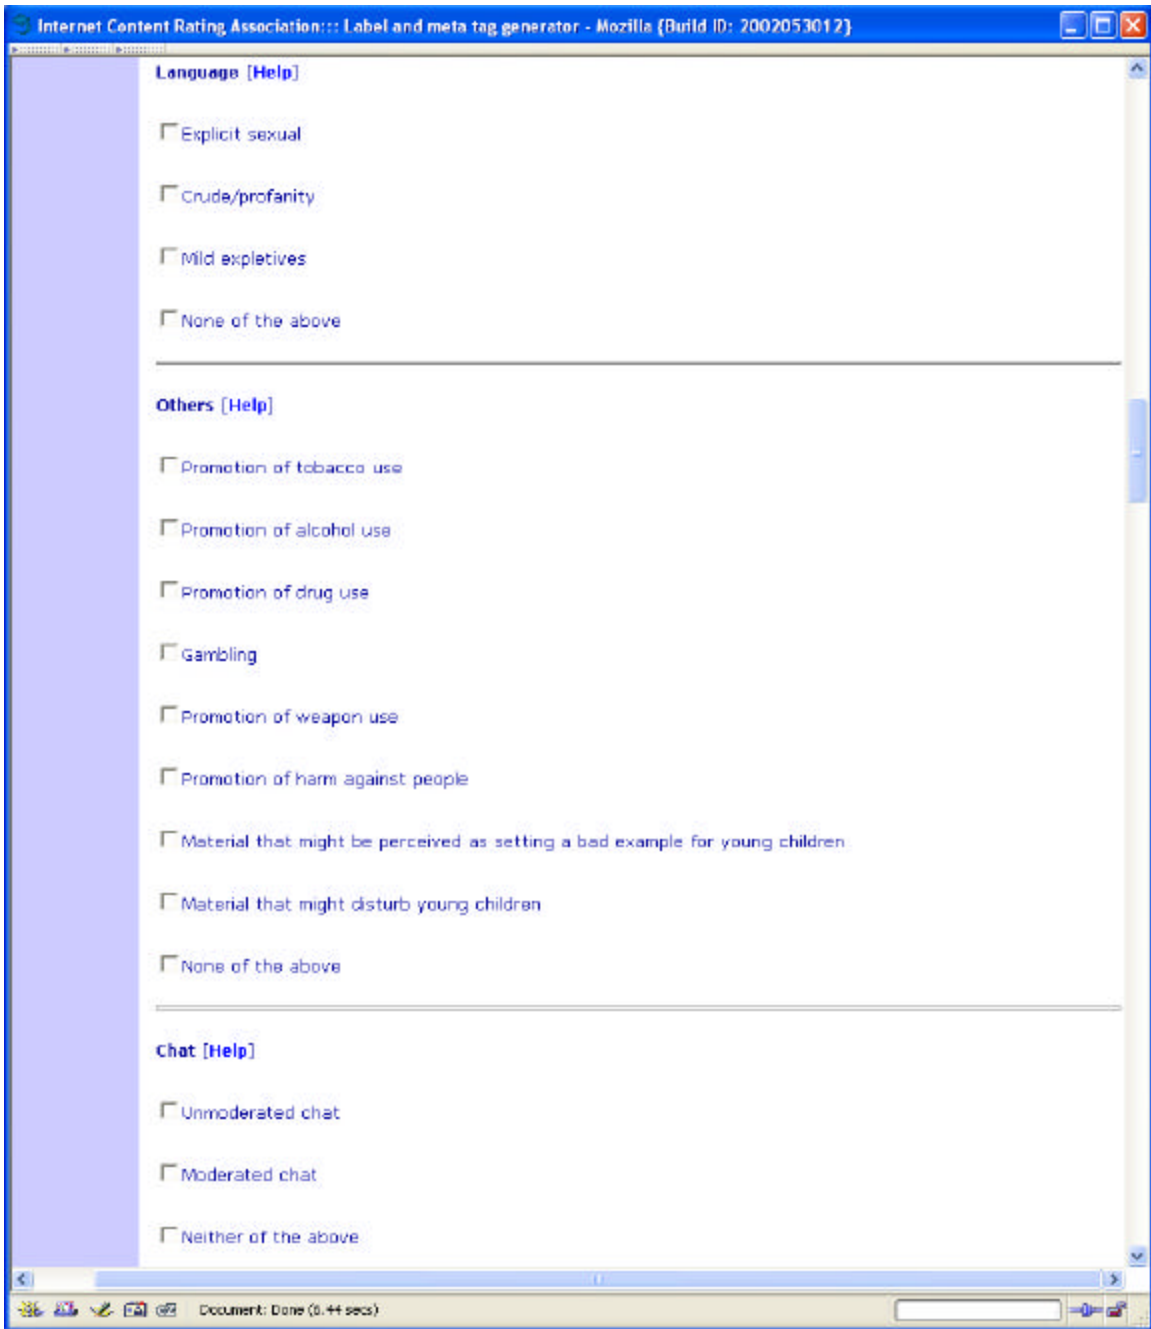 Internet Content Rating Association::: Label and meta tag generator - Mozilla {Build ID: 2002053012}
Language [Help]
Explicit sexual
Crude/profanity
Mild expletives
None of the above
Others [Help]
Promotion of tobacco use
Promotion of alcohol use
Promotion of drug use
Gambling
Promotion of weapon use
Promotion of harm against people
Material that might be perceived as setting a bad example for young children
Material that might disturb young children
None of the above
Chat [Help]
Unmoderated chat
Moderated chat
Neither of the above
Document: Done (6.44 secs)